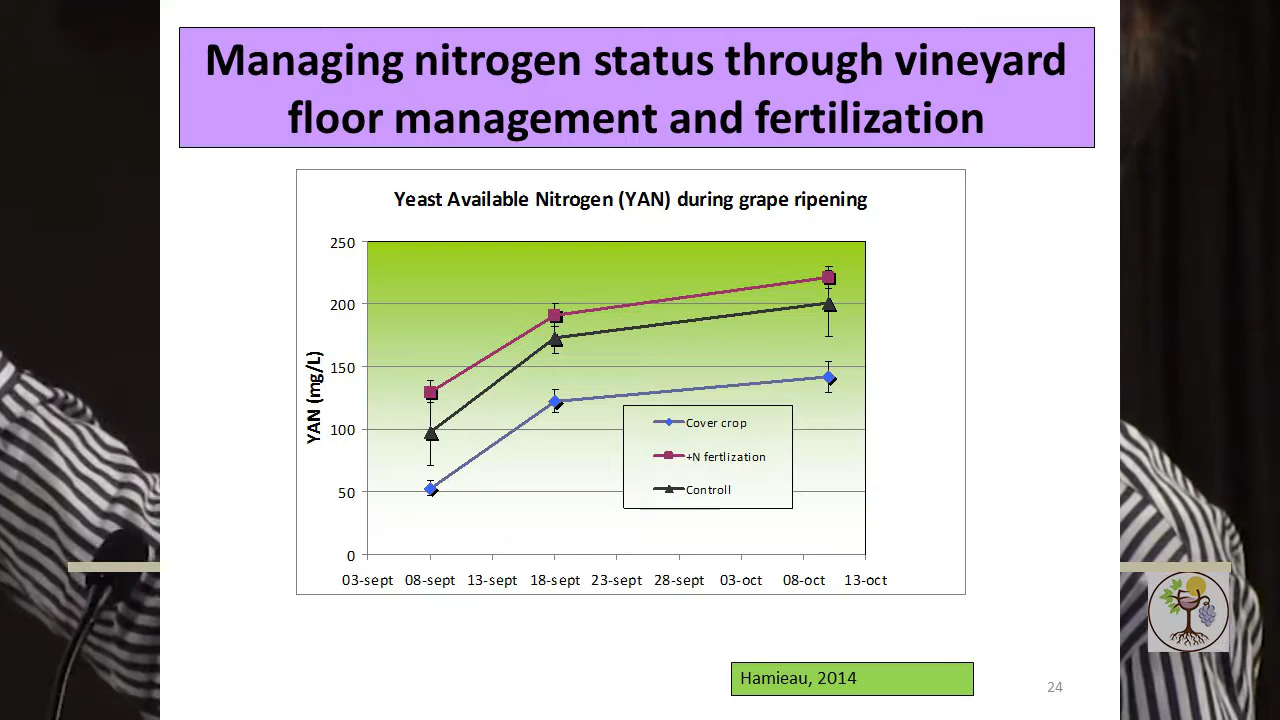 Managing nitrogen status through vineyard
floor management and fertilization
Yeast Available Nitrogen (YAN) during grape ripening
YAN (mg/L)
250
200
150
100
50
0
Cover crop
+N fertlization
Controll
03-sept 08-sept 13-sept 18-sept 23-sept 28-sept 03-oct 08-oct 13-oct
Hamieau, 2014
24